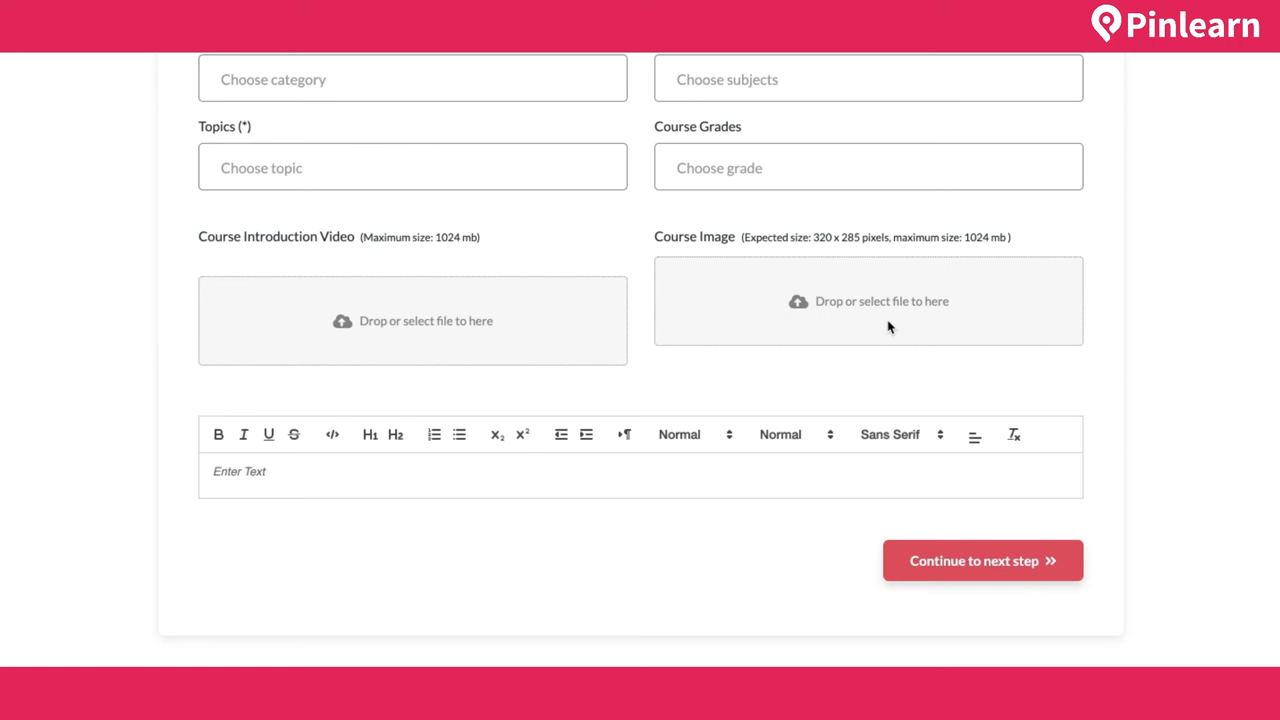 Pinlearn
Choose category
Choose subjects
Topics (*)
Course Grades
Choose topic
Choose grade
Course Introduction Video (Maximum size: 1024 mb)
Course Image (Expected size: 320 x 285 pixels, maximum size: 1024 mb )
Drop or select file to here
Drop or select file to here
B I U S </> H1 H2 X2 X2 Normal Normal Sans Serif Tx
Enter Text
Continue to next step »